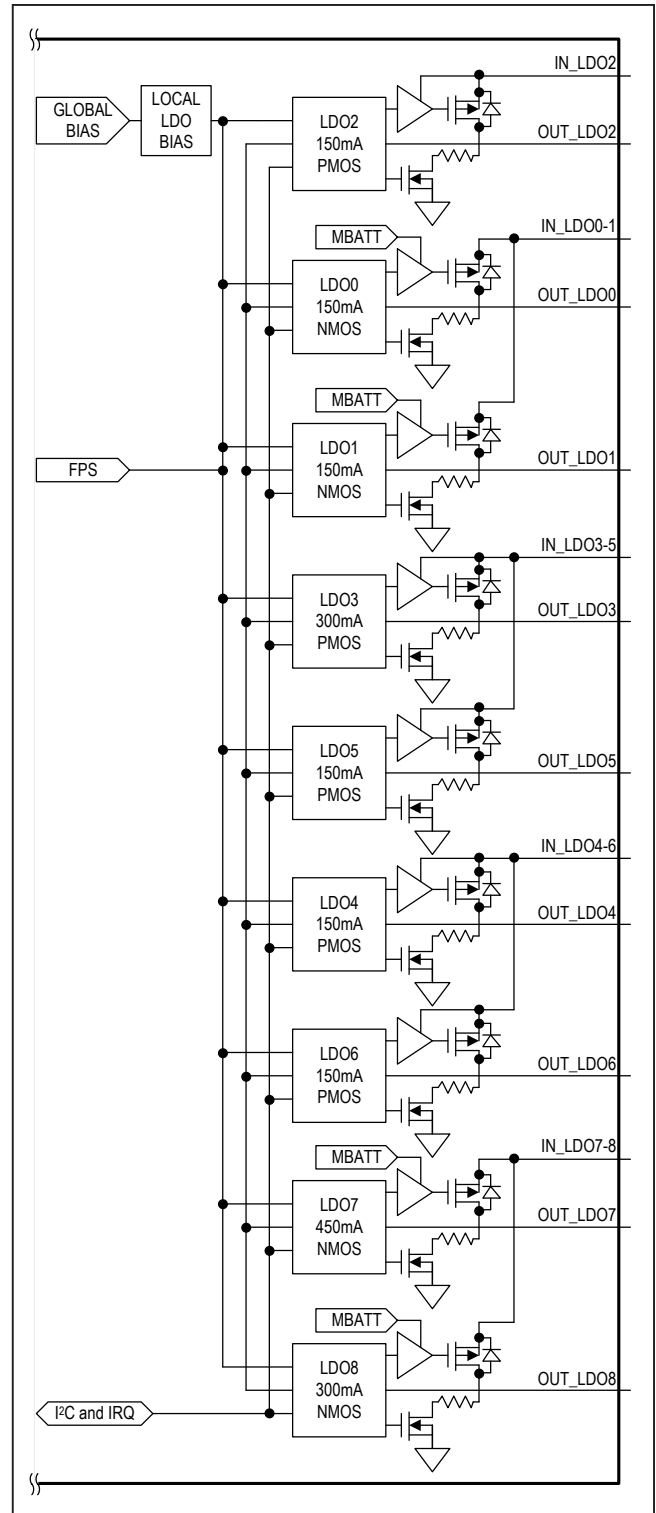 IN_LDO2
GLOBAL
BIAS
LOCAL
LDO
BIAS
LDO2
150mA
PMOS
OUT_LDO2
MBATT
IN_LDO0-1
LDO0
150mA
NMOS
OUT_LDO0
MBATT
LDO1
150mA
NMOS
OUT_LDO1
FPS
IN_LDO3-5
LDO3
300mA
PMOS
OUT_LDO3
LDO5
150mA
PMOS
OUT_LDO5
IN_LDO4-6
LDO4
150mA
PMOS
OUT_LDO4
LDO6
150mA
PMOS
OUT_LDO6
MBATT
IN_LDO7-8
LDO7
450mA
NMOS
OUT_LDO7
MBATT
LDO8
300mA
NMOS
OUT_LDO8
I²C and IRQ